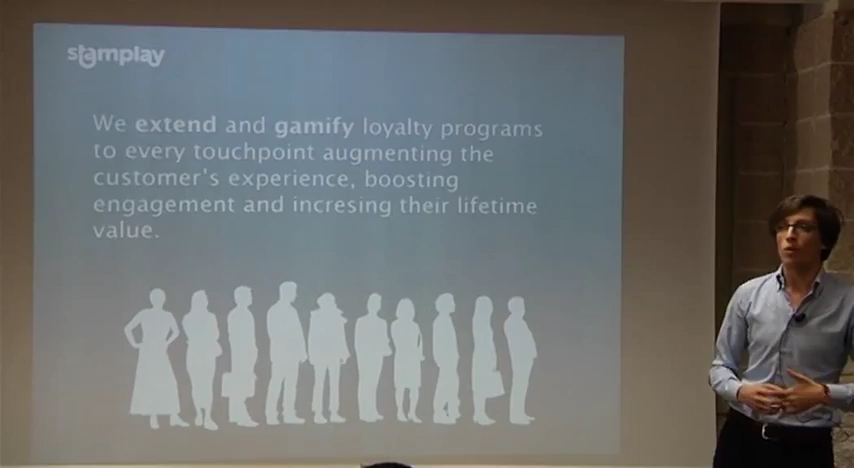 stamplay
We extend and gamify loyalty programs
to every touchpoint augmenting the
customer's experience, boosting
engagement and incresing their lifetime
value.